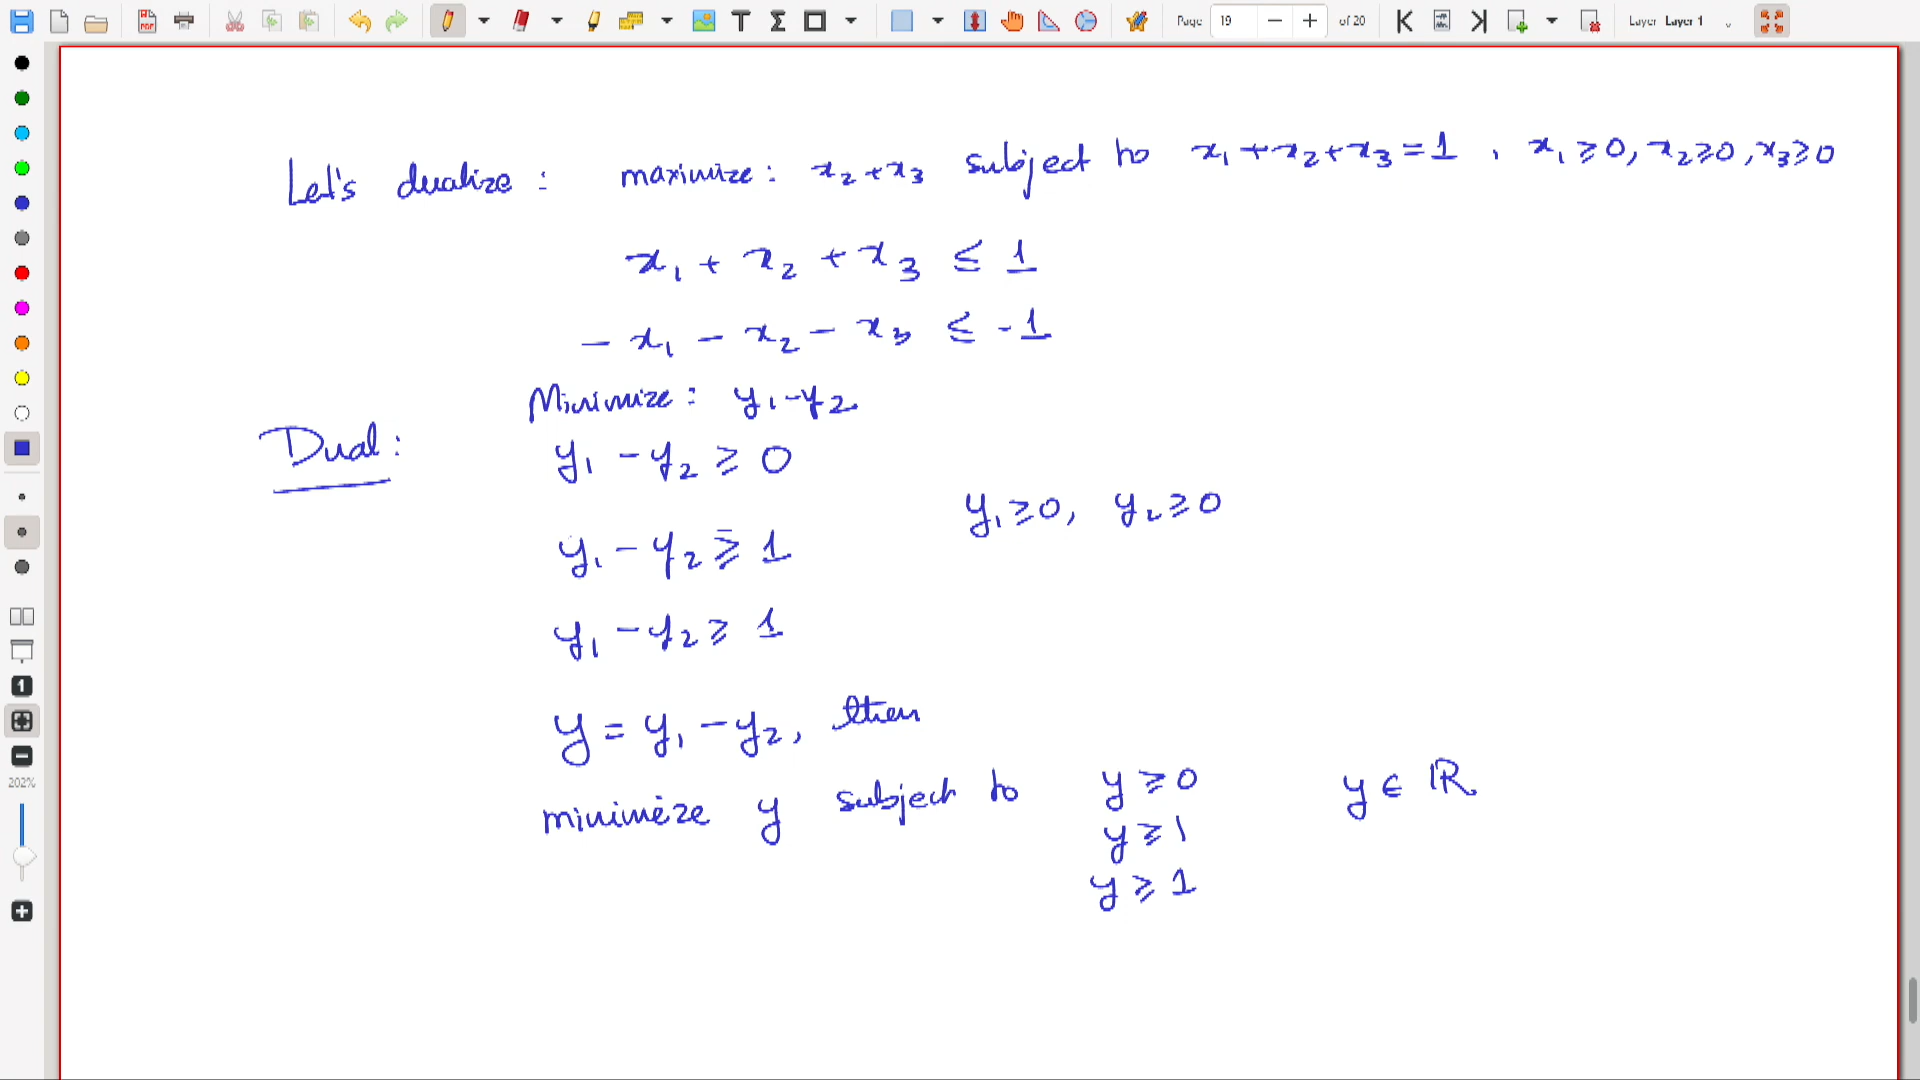 Page 19 of 20 Layer Layer 1
Let's dualize : maximize : x₂+x₃ subject to x₁+x₂+x₃=1 , x₁≥0, x₂≥0, x₃≥0
x₁ + x₂ + x₃ ≤ 1
- x₁ - x₂ - x₃ ≤ -1
Minimize : y₁-y₂
Dual :
y₁ - y₂ ≥ 0
y₁≥0, y₂≥0
y₁ - y₂ ≥ 1
y₁ - y₂ ≥ 1
y = y₁ - y₂, then
minimize y subject to y ≥ 0 y ∈ ℝ
y ≥ 1
y ≥ 1
1
202%